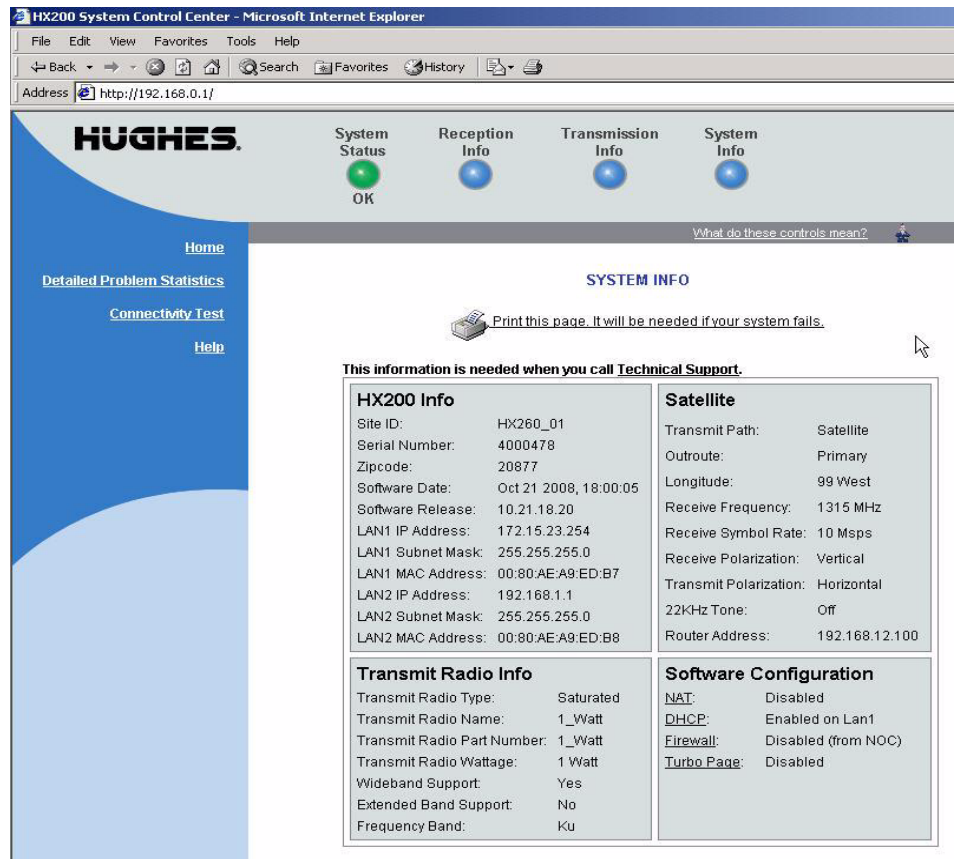 HX200 System Control Center - Microsoft Internet Explorer
File Edit View Favorites Tools Help
Back Search Favorites History
Address http://192.168.0.1/
HUGHES.
System Status
OK
Reception Info
Transmission Info
System Info
What do these controls mean?
Home
Detailed Problem Statistics
Connectivity Test
Help
SYSTEM INFO
Print this page. It will be needed if your system fails.
This information is needed when you call Technical Support.
HX200 Info
Site ID: HX260_01
Serial Number: 4000478
Zipcode: 20877
Software Date: Oct 21 2008, 18:00:05
Software Release: 10.21.18.20
LAN1 IP Address: 172.15.23.254
LAN1 Subnet Mask: 255.255.255.0
LAN1 MAC Address: 00:80:AE:A9:ED:B7
LAN2 IP Address: 192.168.1.1
LAN2 Subnet Mask: 255.255.255.0
LAN2 MAC Address: 00:80:AE:A9:ED:B8
Satellite
Transmit Path: Satellite
Outroute: Primary
Longitude: 99 West
Receive Frequency: 1315 MHz
Receive Symbol Rate: 10 Msps
Receive Polarization: Vertical
Transmit Polarization: Horizontal
22KHz Tone: Off
Router Address: 192.168.12.100
Transmit Radio Info
Transmit Radio Type: Saturated
Transmit Radio Name: 1_Watt
Transmit Radio Part Number: 1_Watt
Transmit Radio Wattage: 1 Watt
Wideband Support: Yes
Extended Band Support: No
Frequency Band: Ku
Software Configuration
NAT: Disabled
DHCP: Enabled on Lan1
Firewall: Disabled (from NOC)
Turbo Page: Disabled